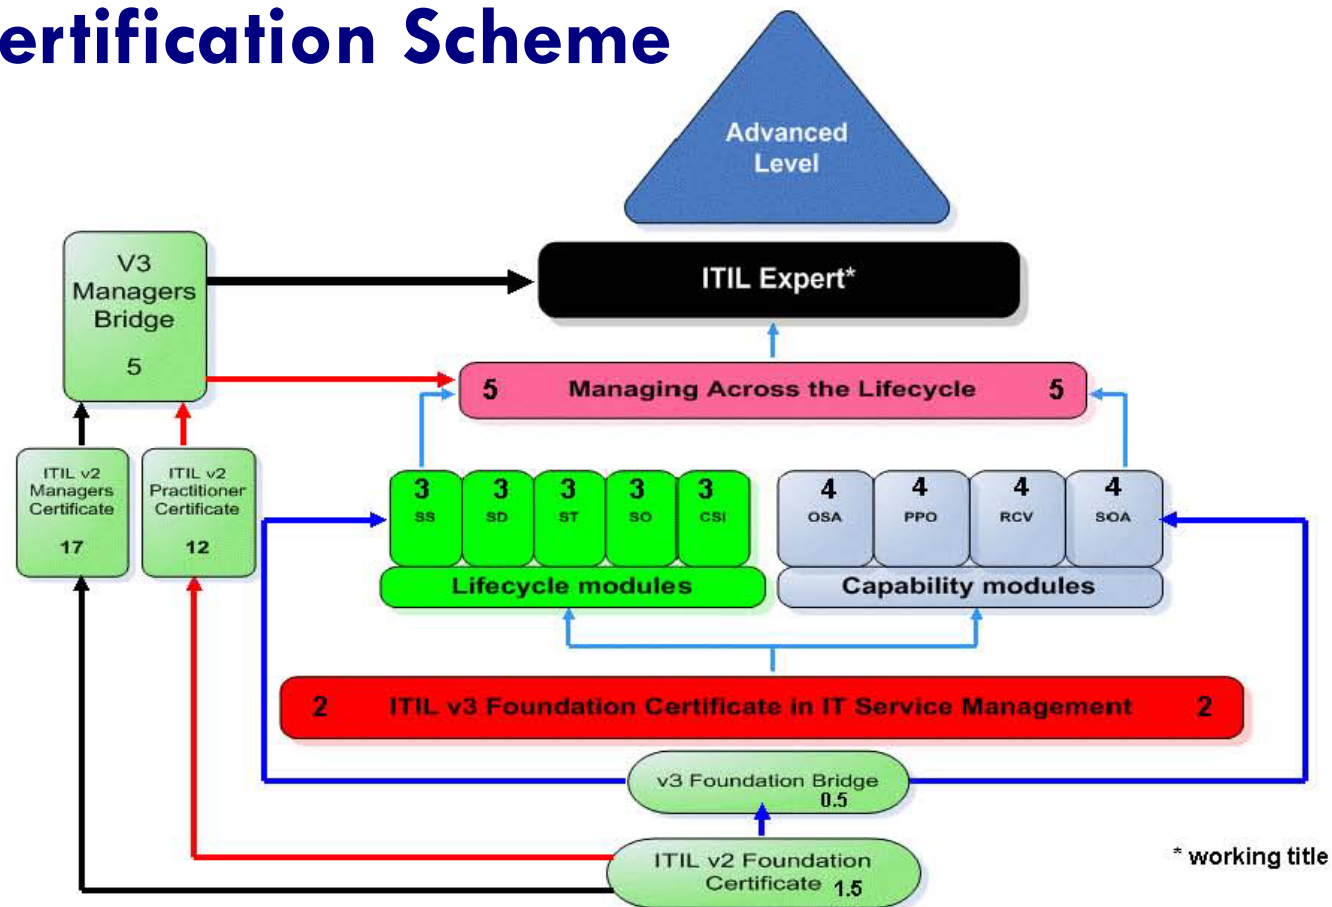 ertification Scheme
Advanced
Level
V3
Managers
Bridge
5
ITIL Expert*
5 Managing Across the Lifecycle 5
ITIL v2
Managers
Certificate
17
ITIL v2
Practitioner
Certificate
12
3 3 3 3 3
SS SD ST SO CSI
4 4 4 4
OSA PPO RCV SOA
Lifecycle modules
Capability modules
2 ITIL v3 Foundation Certificate in IT Service Management 2
v3 Foundation Bridge
0.5
ITIL v2 Foundation
Certificate 1.5
* working title